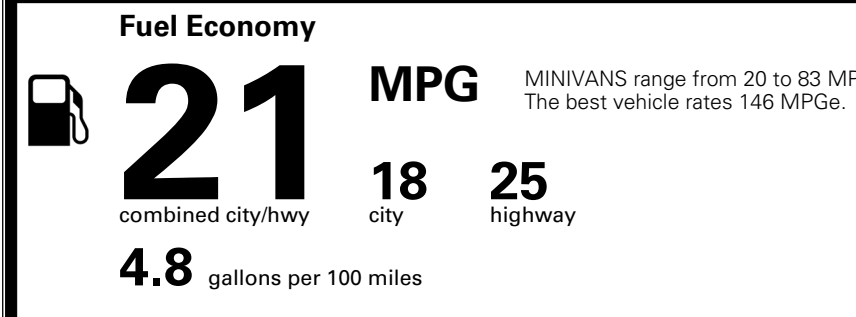 Fuel Economy
21 MPG
MINIVANS range from 20 to 83
The best vehicle rates 146 MPGe.
18 25
combined city/hwy city highway
4.8 gallons per 100 miles